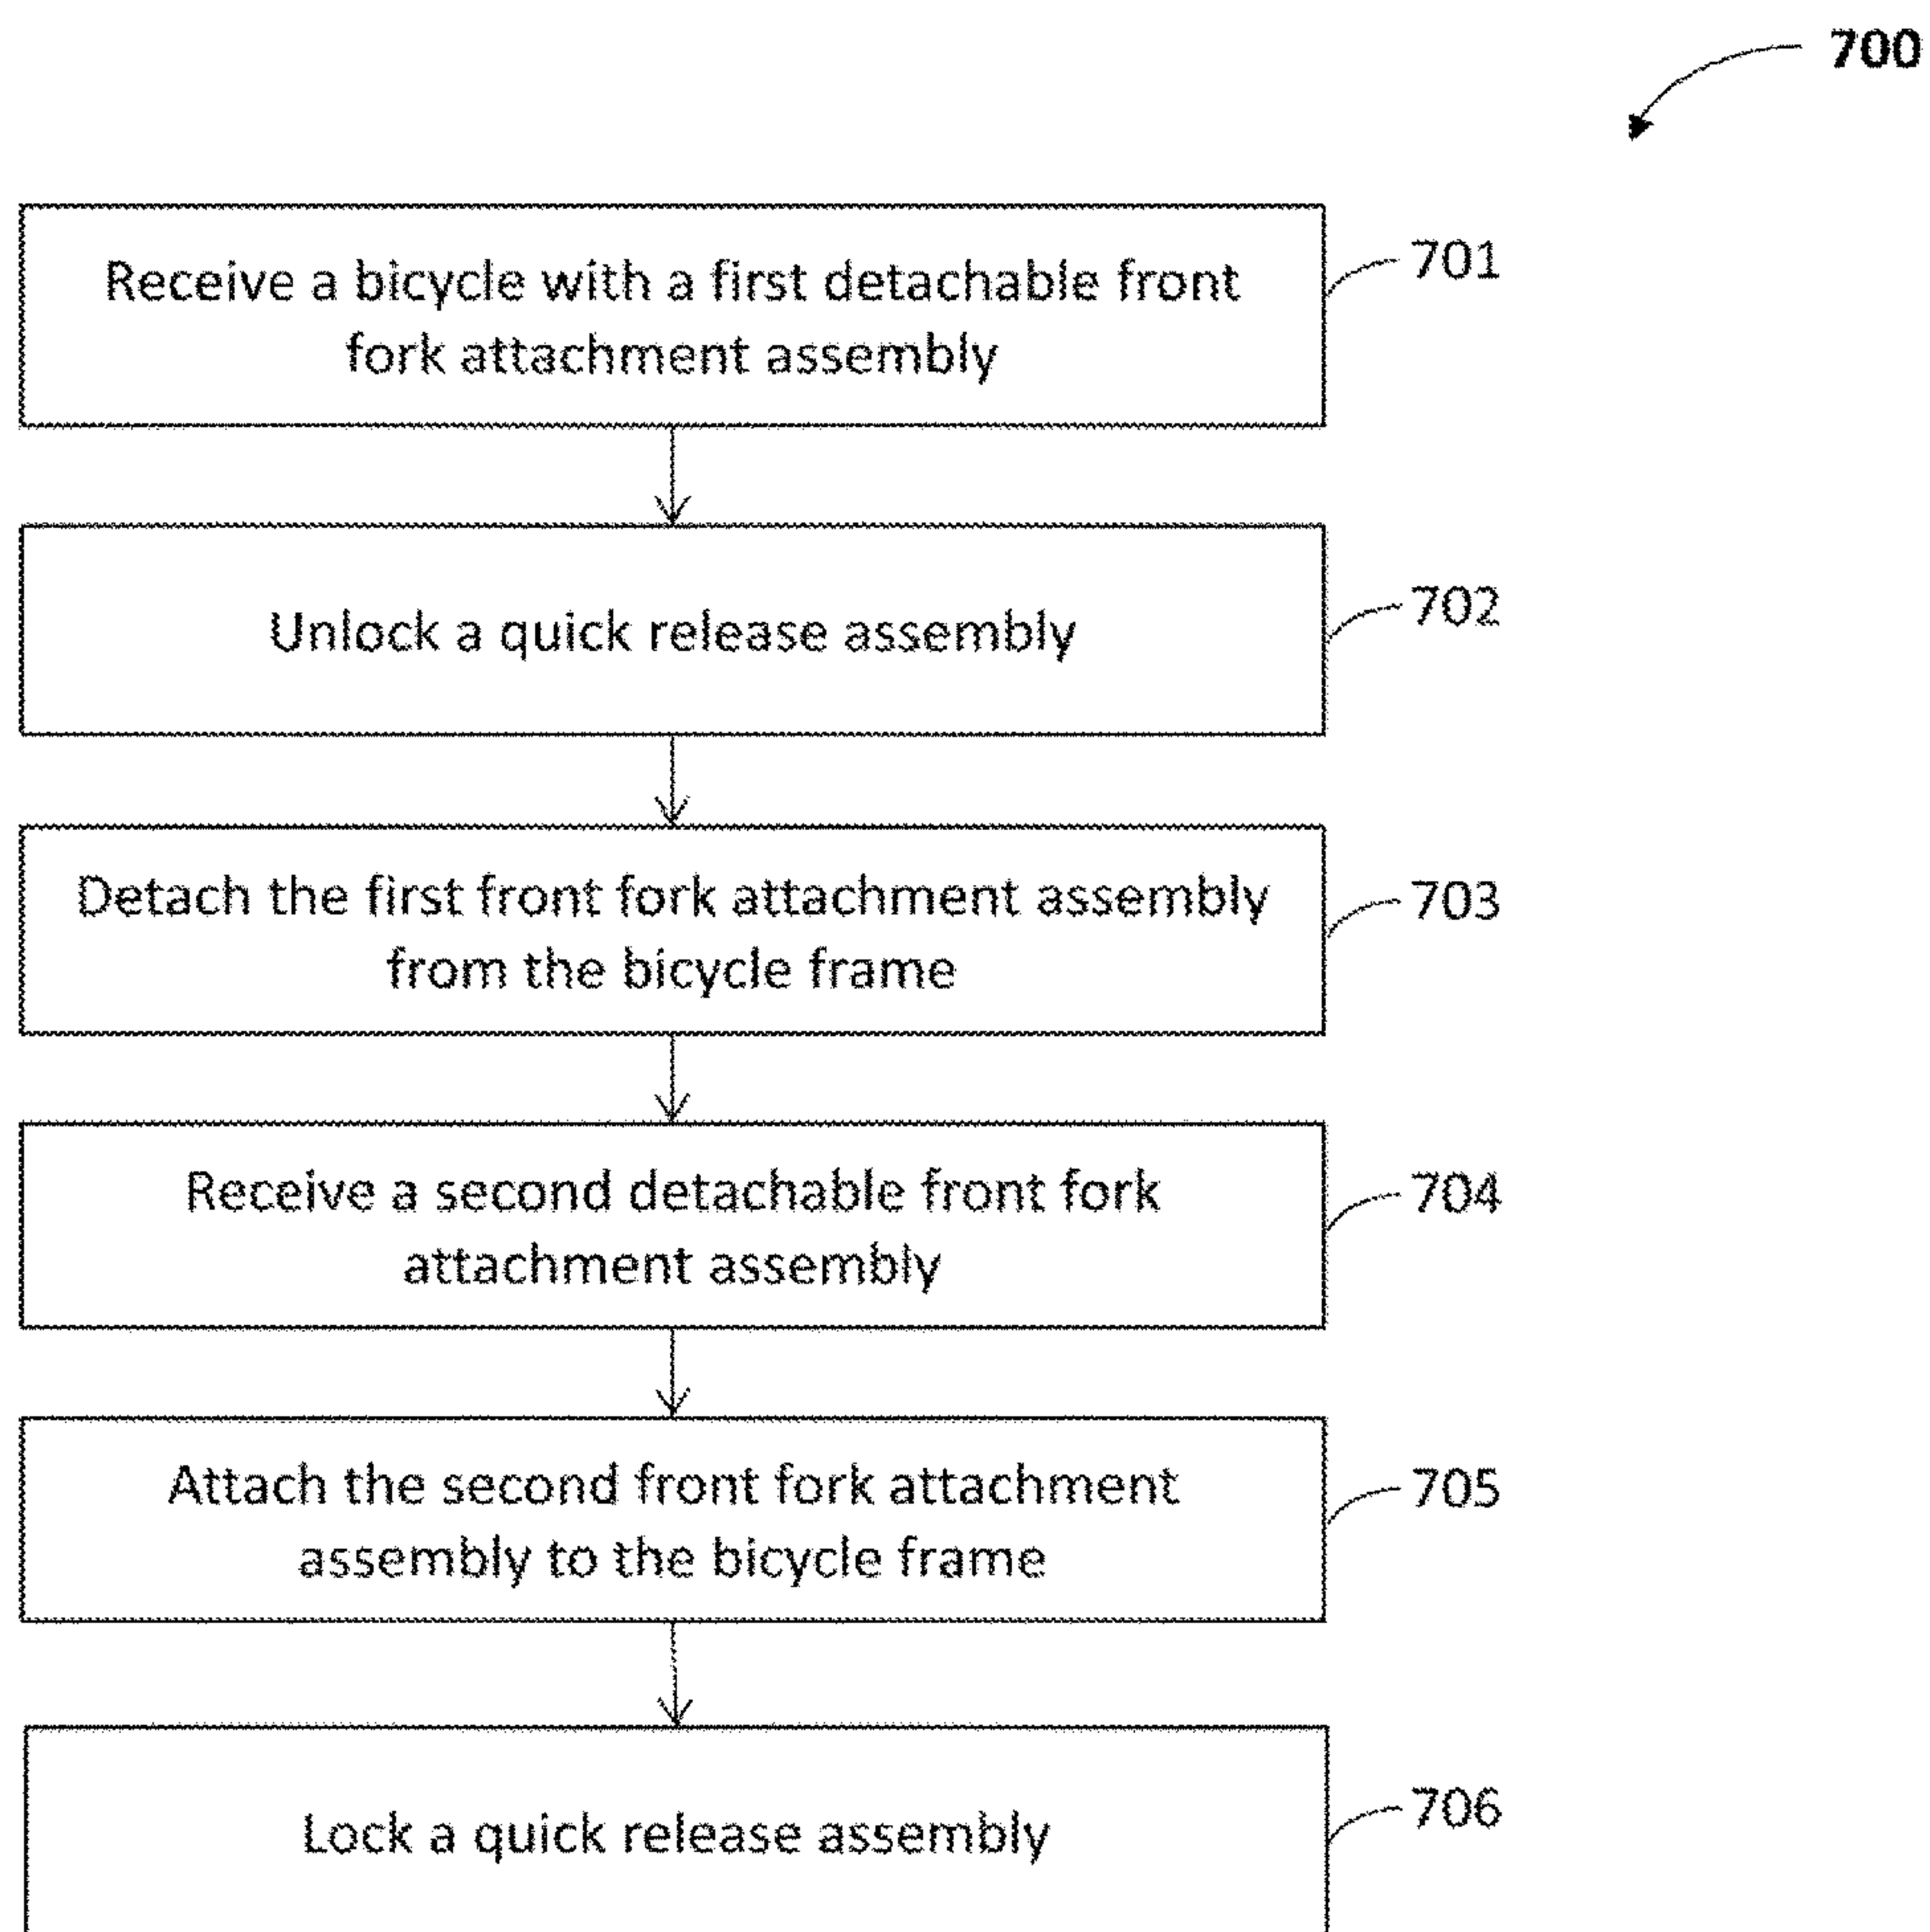 700
Receive a bicycle with a first detachable front
fork attachment assembly
701
Unlock a quick release assembly
702
Detach the first front fork attachment assembly
from the bicycle frame
703
Receive a second detachable front fork
attachment assembly
704
Attach the second front fork attachment
assembly to the bicycle frame
705
Lock a quick release assembly
706